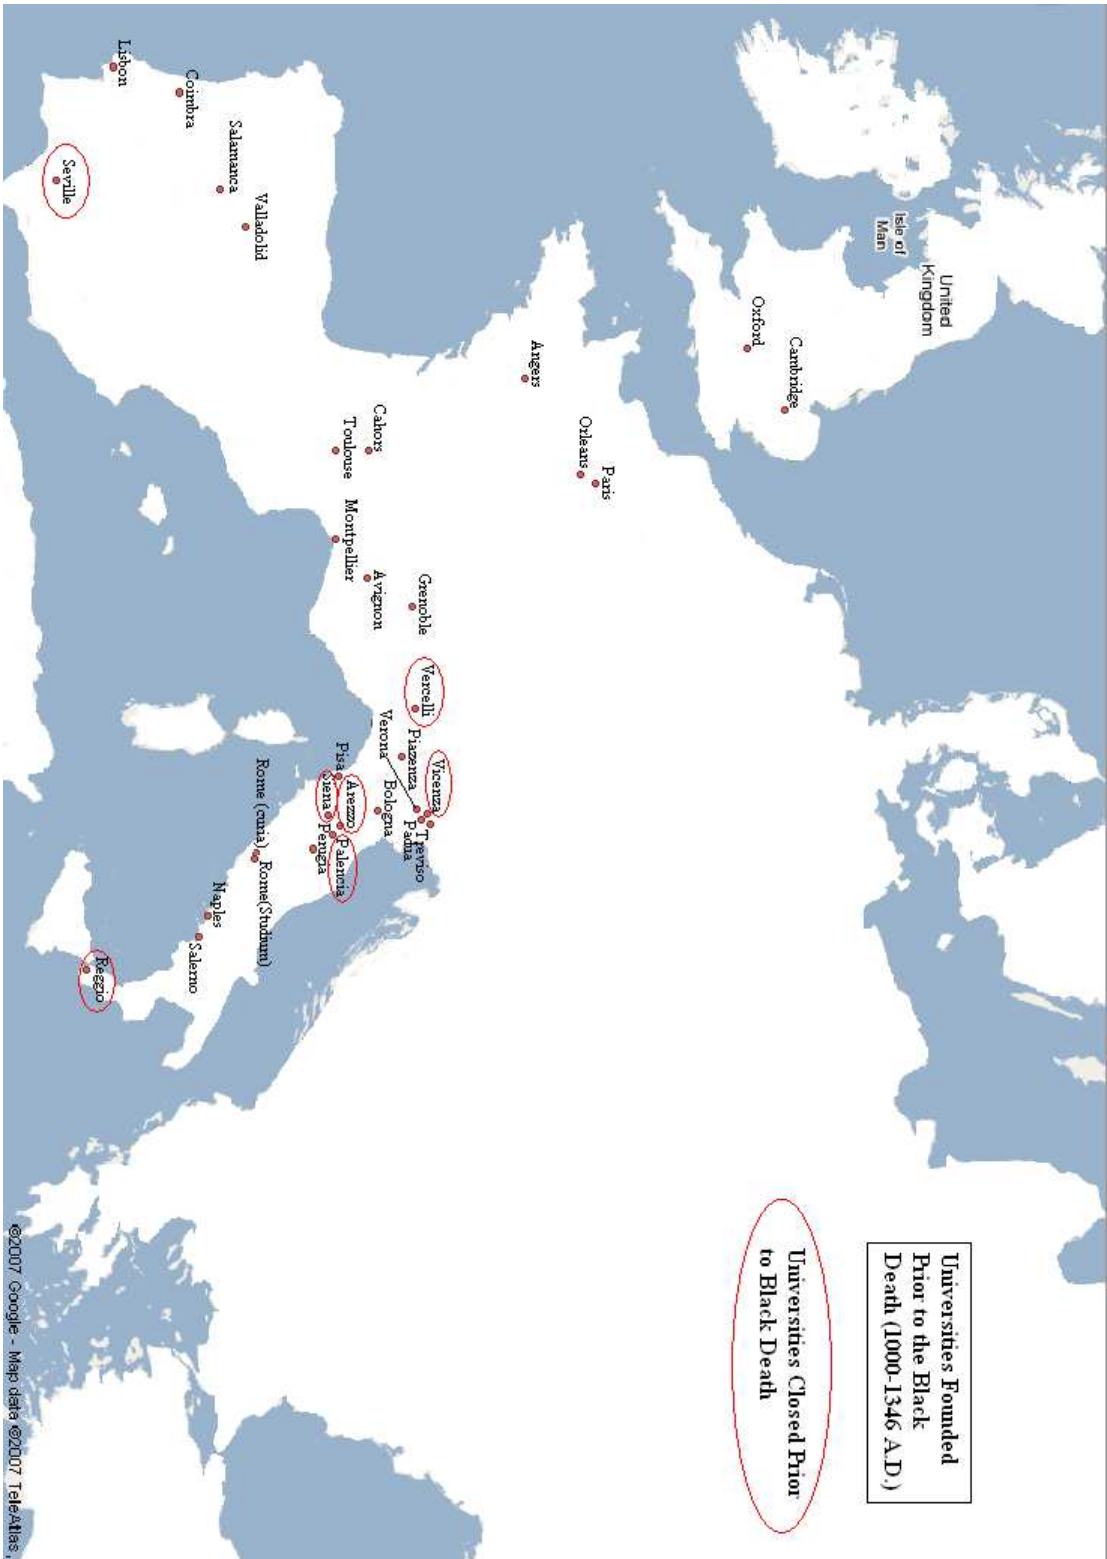 Universities Founded
Prior to the Black
Death (1000-1346 A.D.)
Universities Closed Prior
to Black Death
Isle of
Man
United
Kingdom
Oxford
Cambridge
Angers
Orleans
Paris
Cahors
Toulouse
Montpellier
Avignon
Grenoble
Lisbon
Coimbra
Salamanca
Valladolid
Seville
Vercelli
Piazenza
Verona
Vicenza
Treviso
Padua
Bologna
Pisa
Siena
Arezzo
Perugia
Palencia
Rome (curia)
Rome(Studium)
Naples
Salerno
Reggio
©2007 Google - Map data ©2007 TeleAtlas,